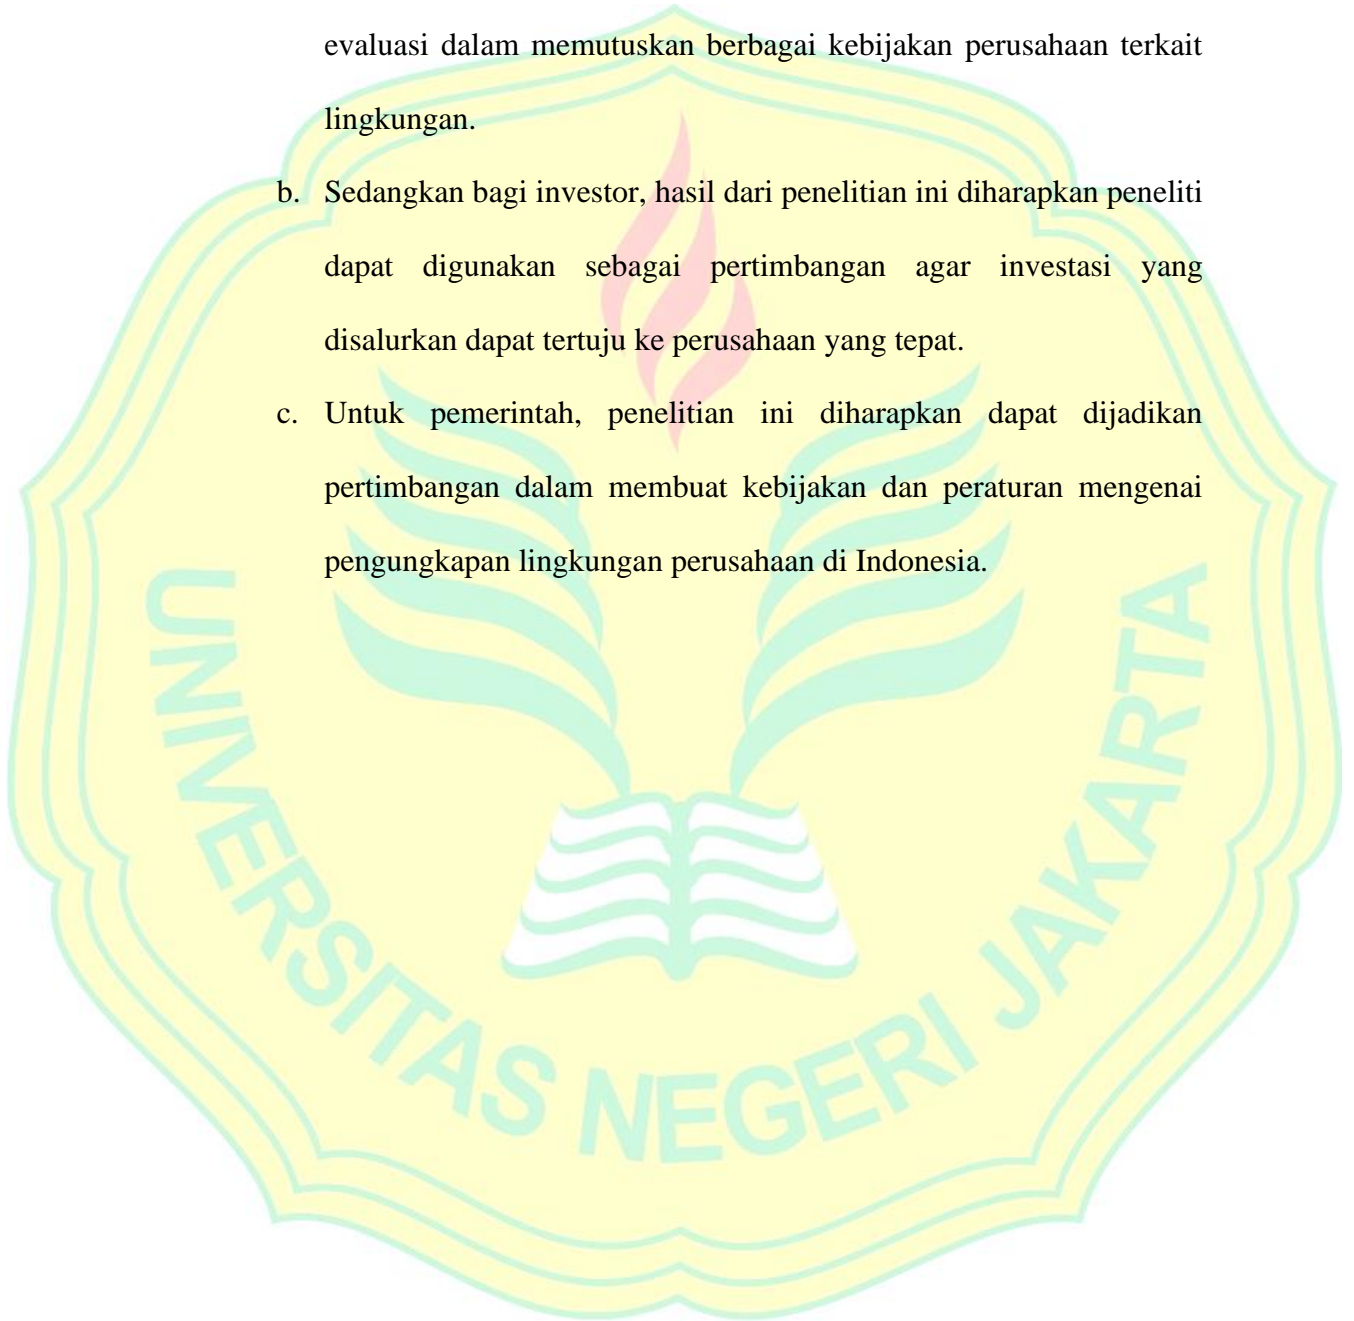 evaluasi dalam memutuskan berbagai kebijakan perusahaan terkait
lingkungan.
b. Sedangkan bagi investor, hasil dari penelitian ini diharapkan peneliti
dapat digunakan sebagai pertimbangan agar investasi yang
disalurkan dapat tertuju ke perusahaan yang tepat.
c. Untuk pemerintah, penelitian ini diharapkan dapat dijadikan
pertimbangan dalam membuat kebijakan dan peraturan mengenai
pengungkapan lingkungan perusahaan di Indonesia.
UNIVERSITAS NEGERI JAKARTA